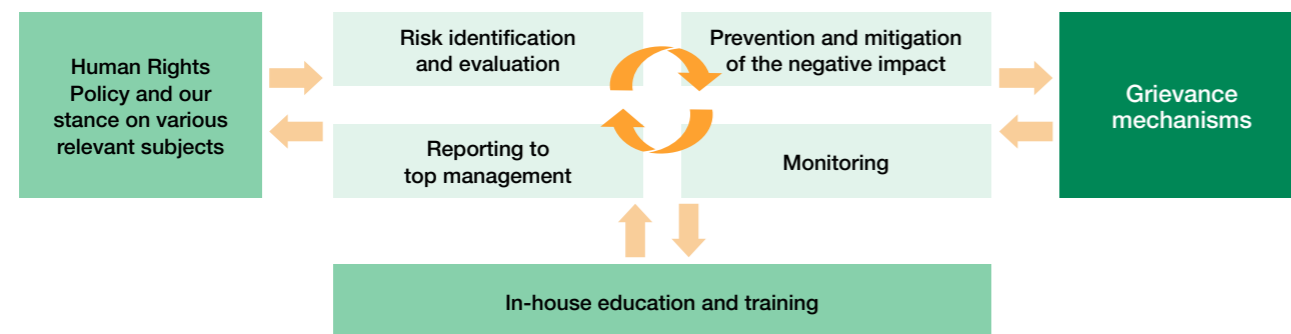 Human Rights
Policy and our
stance on various
relevant subjects
Risk identification
and evaluation
Prevention and mitigation
of the negative impact
Reporting to
top management
Monitoring
Grievance
mechanisms
In-house education and training